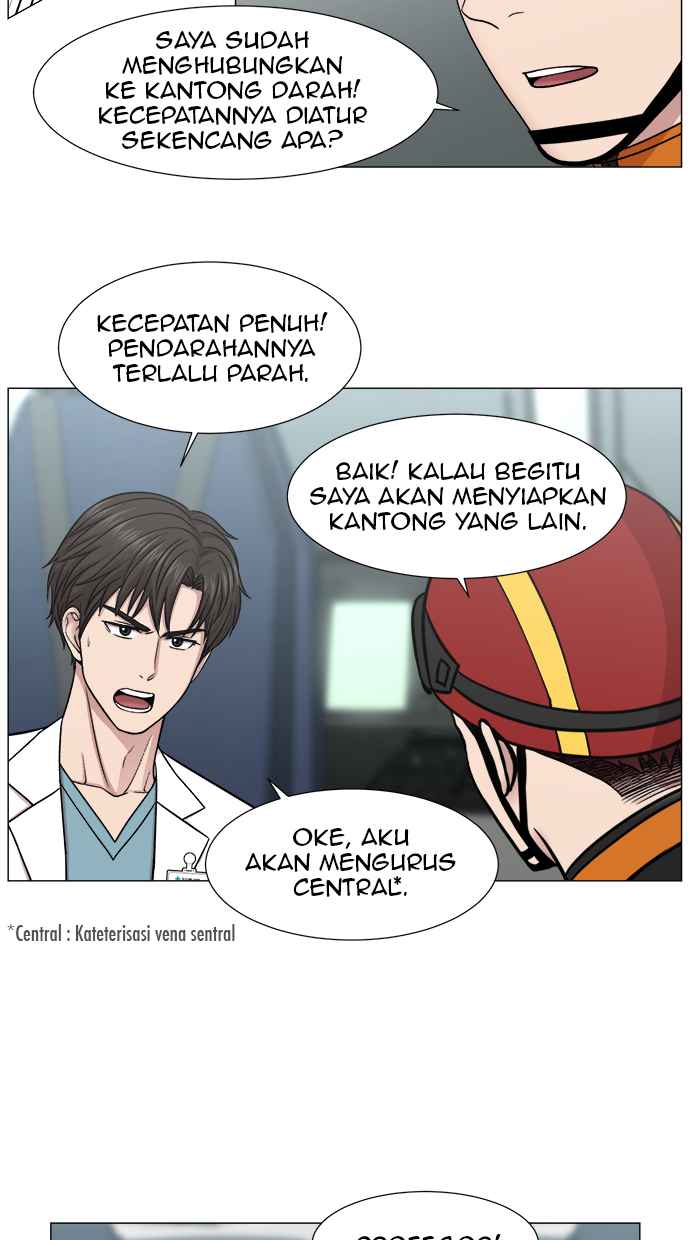 SAYA SUDAH
MENGHUBUNGKAN
KE KANTONG DARAH!
KECEPATANNYA DIATUR
SEKENCANG APA?
KECEPATAN PENUH!
PENDARAHANNYA
TERLALU PARAH.
BAIK! KALAU BEGITU
SAYA AKAN MENYIAPKAN
KANTONG YANG LAIN.
OKE, AKU
AKAN MENGURUS
CENTRAL*.
*Central : Kateterisasi vena sentral